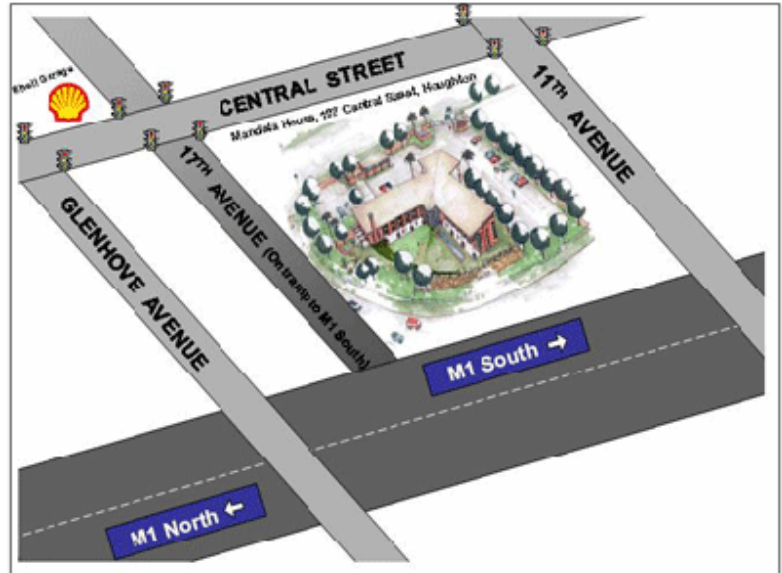 Shell Garage
CENTRAL STREET
Mandela House, 107 Central Street, Houghton
11TH AVENUE
17TH AVENUE (On ramp to M1 South)
GLENHOVE AVENUE
M1 South →
M1 North ←